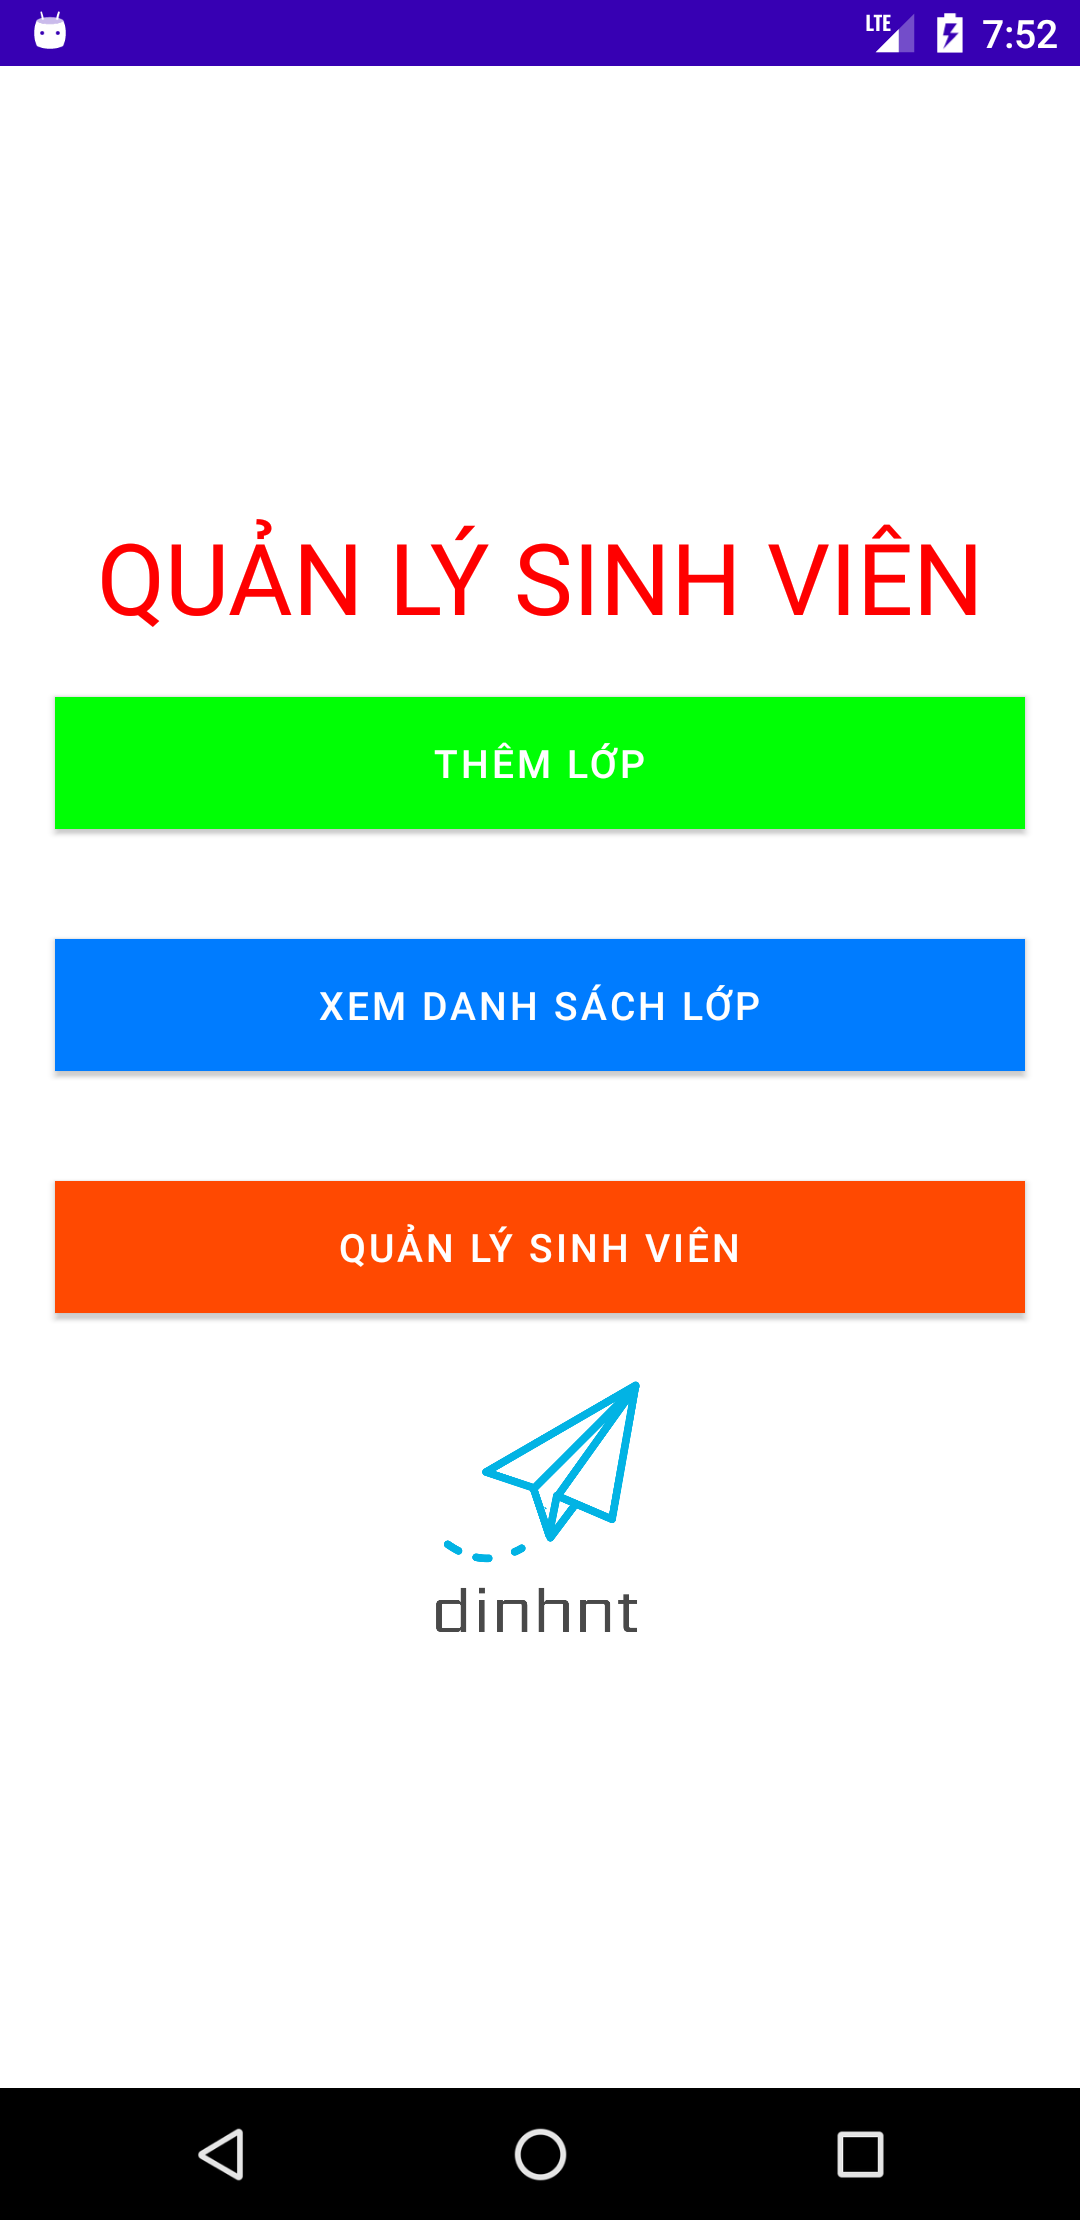 LTE 7:52
QUẢN LÝ SINH VIÊN
THÊM LỚP
XEM DANH SÁCH LỚP
QUẢN LÝ SINH VIÊN
dinhnt